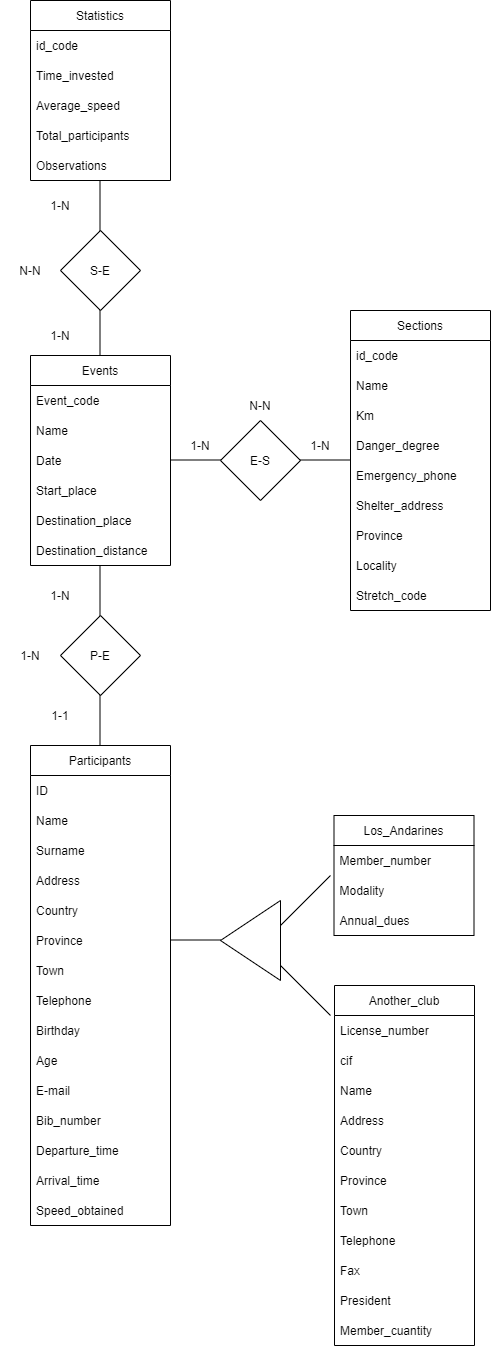 Statistics
id_code
Time_invested
Average_speed
Total_participants
Observations
1-N
N-N
S-E
1-N
Events
Event_code
Name
Date
Start_place
Destination_place
Destination_distance
1-N
N-N
E-S
1-N
Sections
id_code
Name
Km
Danger_degree
Emergency_phone
Shelter_address
Province
Locality
Stretch_code
1-N
1-N
P-E
1-1
Participants
ID
Name
Surname
Address
Country
Province
Town
Telephone
Birthday
Age
E-mail
Bib_number
Departure_time
Arrival_time
Speed_obtained
Los_Andarines
Member_number
Modality
Annual_dues
Another_club
License_number
cif
Name
Address
Country
Province
Town
Telephone
Fax
President
Member_cuantity